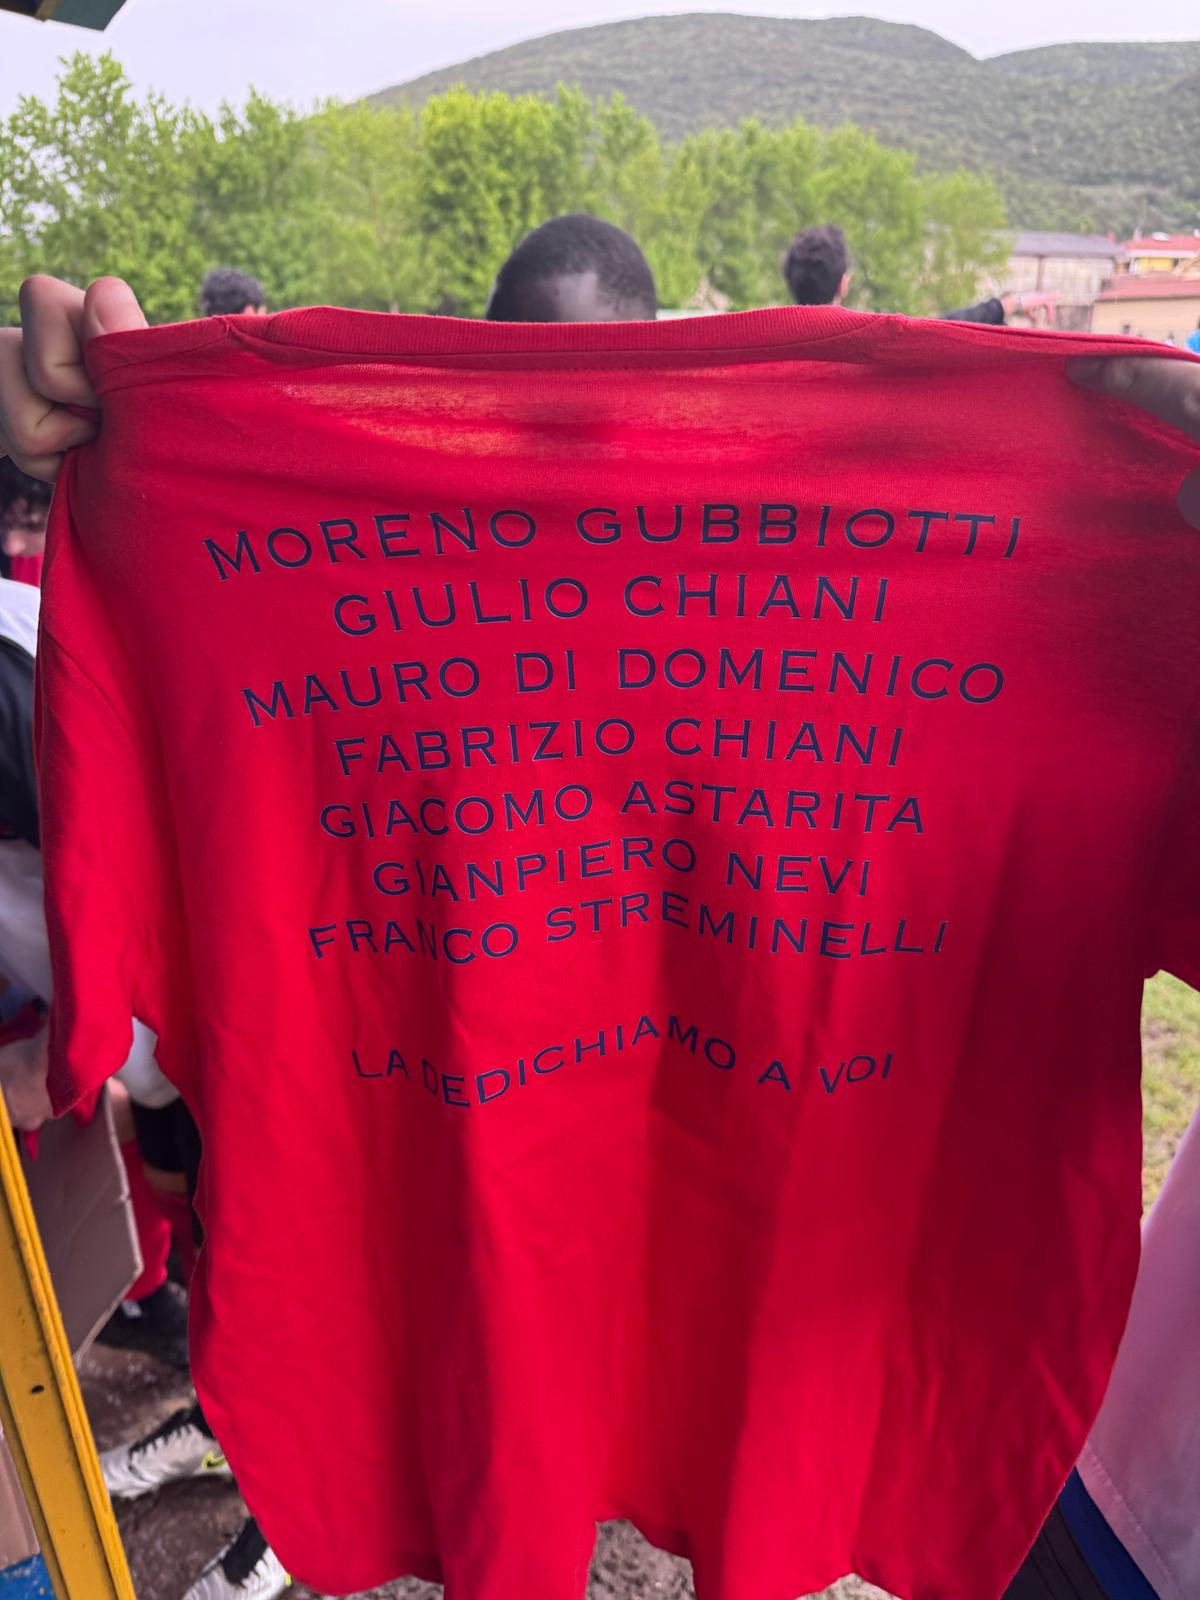 MORENO GUBBIOTTI
GIULIO CHIANI
MAURO DI DOMENICO
FABRIZIO CHIANI
GIACOMO ASTARITA
GIANPIERO NEVI
FRANCO STREMINELLI
LA DEDICHIAMO A VOI